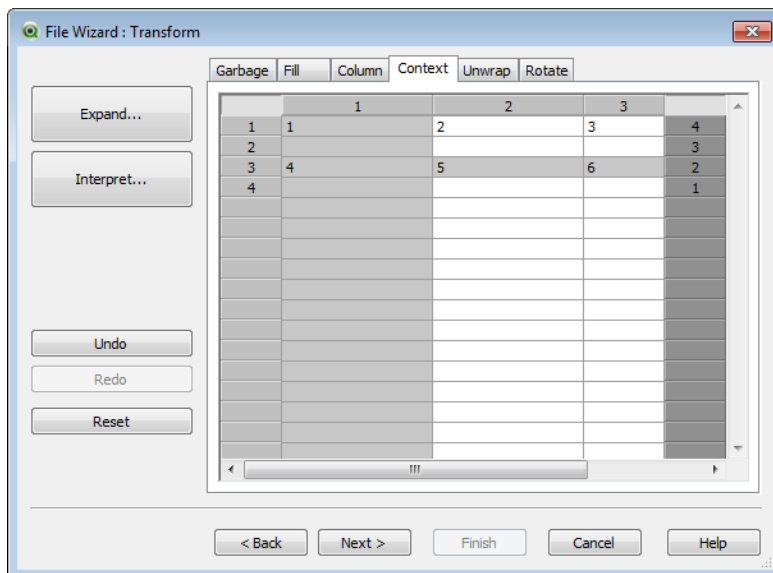 File Wizard : Transform
Garbage Fill Column Context Unwrap Rotate
Expand...
Interpret...
Undo
Redo
Reset
1 2 3
1 1 2 3 4
2 3
3 4 5 6 2
4 1
< Back Next > Finish Cancel Help